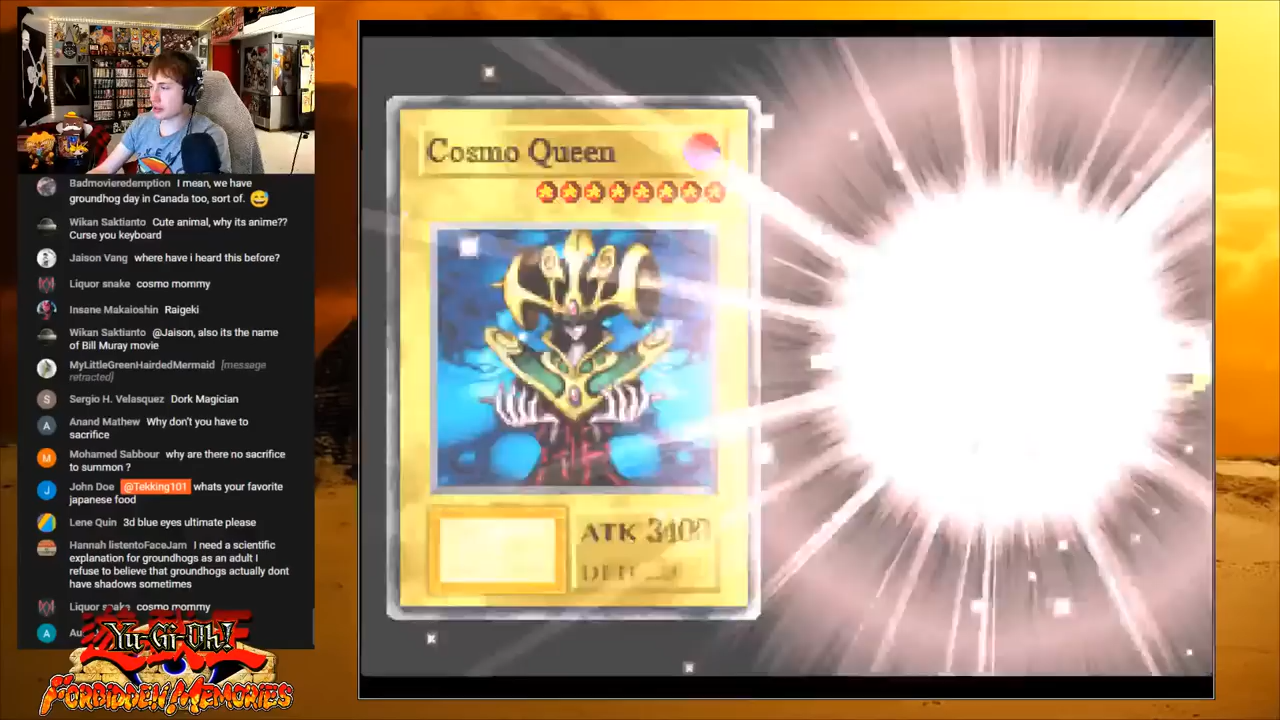 Badmovieredemption I mean, we have
groundhog day in Canada too, sort of. 😅
Wikan Saktianto Cute animal, why its anime??
Curse you keyboard
Jaison Vang where have i heard this before?
Liquor snake cosmo mommy
Insane Makaioshin Raigeki
Wikan Saktianto @Jaison, also its the name
of Bill Muray movie
MyLittleGreenHairdedMermaid [message
retracted]
Sergio H. Velasquez Dork Magician
Anand Mathew Why don't you have to
sacrifice
Mohamed Sabbour why are there no sacrifice
to summon ?
John Doe @Tekking101 whats your favorite
japanese food
Lene Quin 3d blue eyes ultimate please
Hannah listentoFaceJam I need a scientific
explanation for groundhogs as an adult I
refuse to believe that groundhogs actually dont
have shadows sometimes
Liquor snake cosmo mommy
Yu-Gi-Oh!
Forbidden Memories
Cosmo Queen
ATK